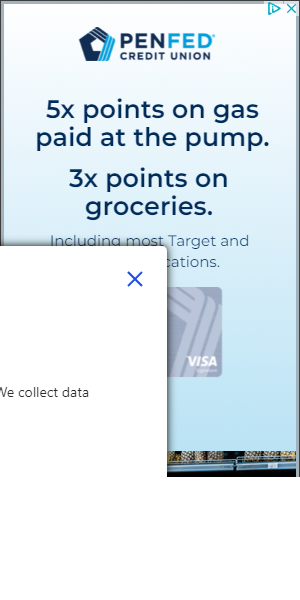 PENFED®
CREDIT UNION
5x points on gas
paid at the pump.
3x points on
groceries.
Including most Target and
We collect data
VISA